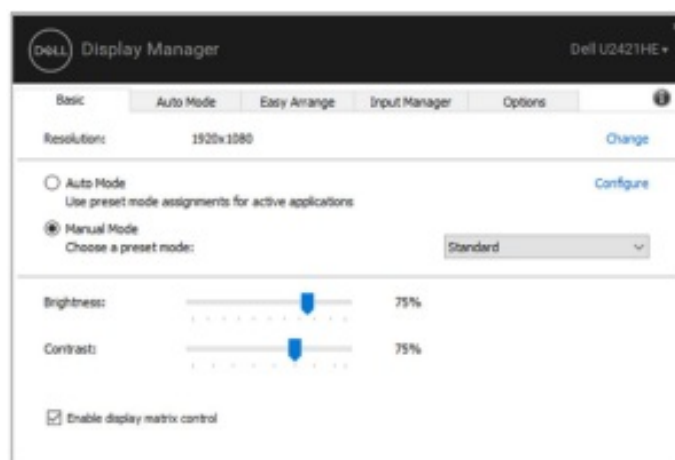 DELL Display Manager Dell U2421HE
Basic Auto Mode Easy Arrange Input Manager Options
Resolution: 1920x1080 Change
Auto Mode Configure
Use preset mode assignments for active applications
Manual Mode
Choose a preset mode: Standard
Brightness: 75%
Contrast: 75%
Enable display matrix control